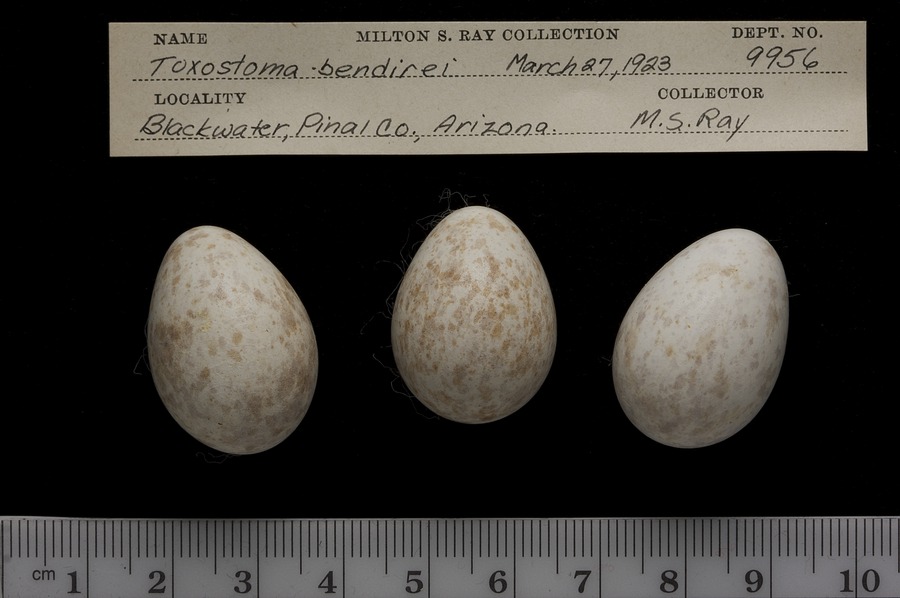 NAME MILTON S. RAY COLLECTION DEPT. NO.
Toxostoma bendirei March 27, 1923 9956
LOCALITY COLLECTOR
Blackwater, Pinal Co., Arizona. M.S. Ray
cm 1 2 3 4 5 6 7 8 9 10